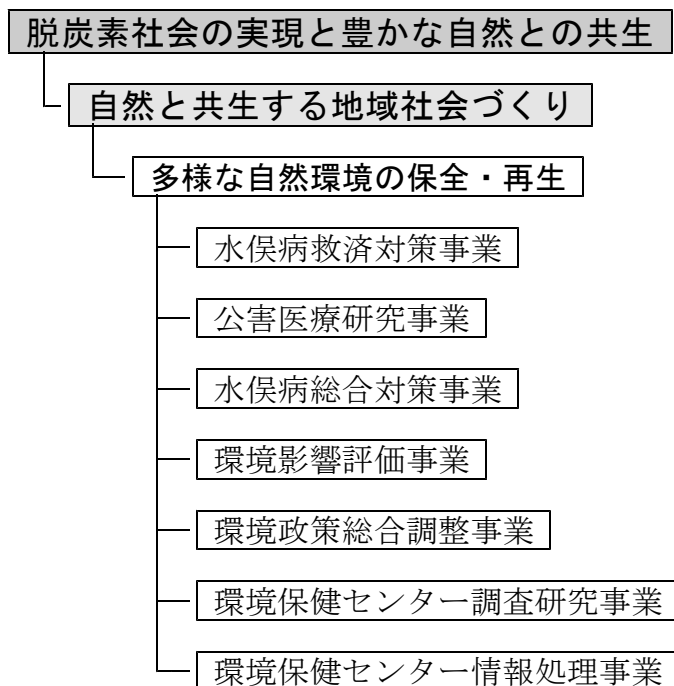 脱炭素社会の実現と豊かな自然との共生
自然と共生する地域社会づくり
多様な自然環境の保全・再生
水俣病救済対策事業
公害医療研究事業
水俣病総合対策事業
環境影響評価事業
環境政策総合調整事業
環境保健センター調査研究事業
環境保健センター情報処理事業